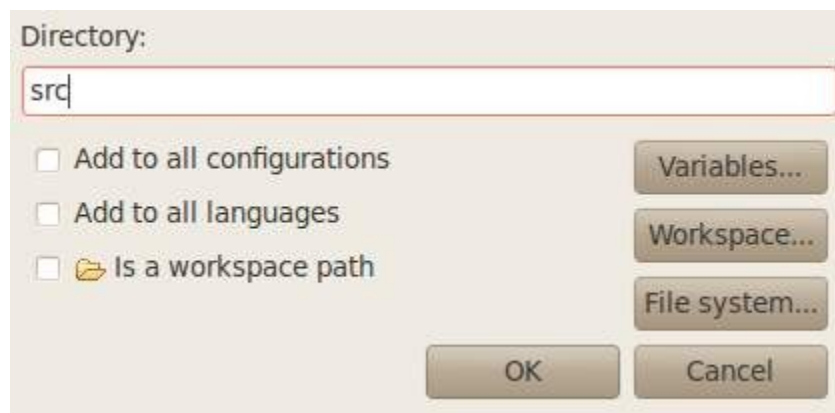 Directory:
src
Add to all configurations
Variables...
Add to all languages
Workspace...
Is a workspace path
File system...
OK
Cancel